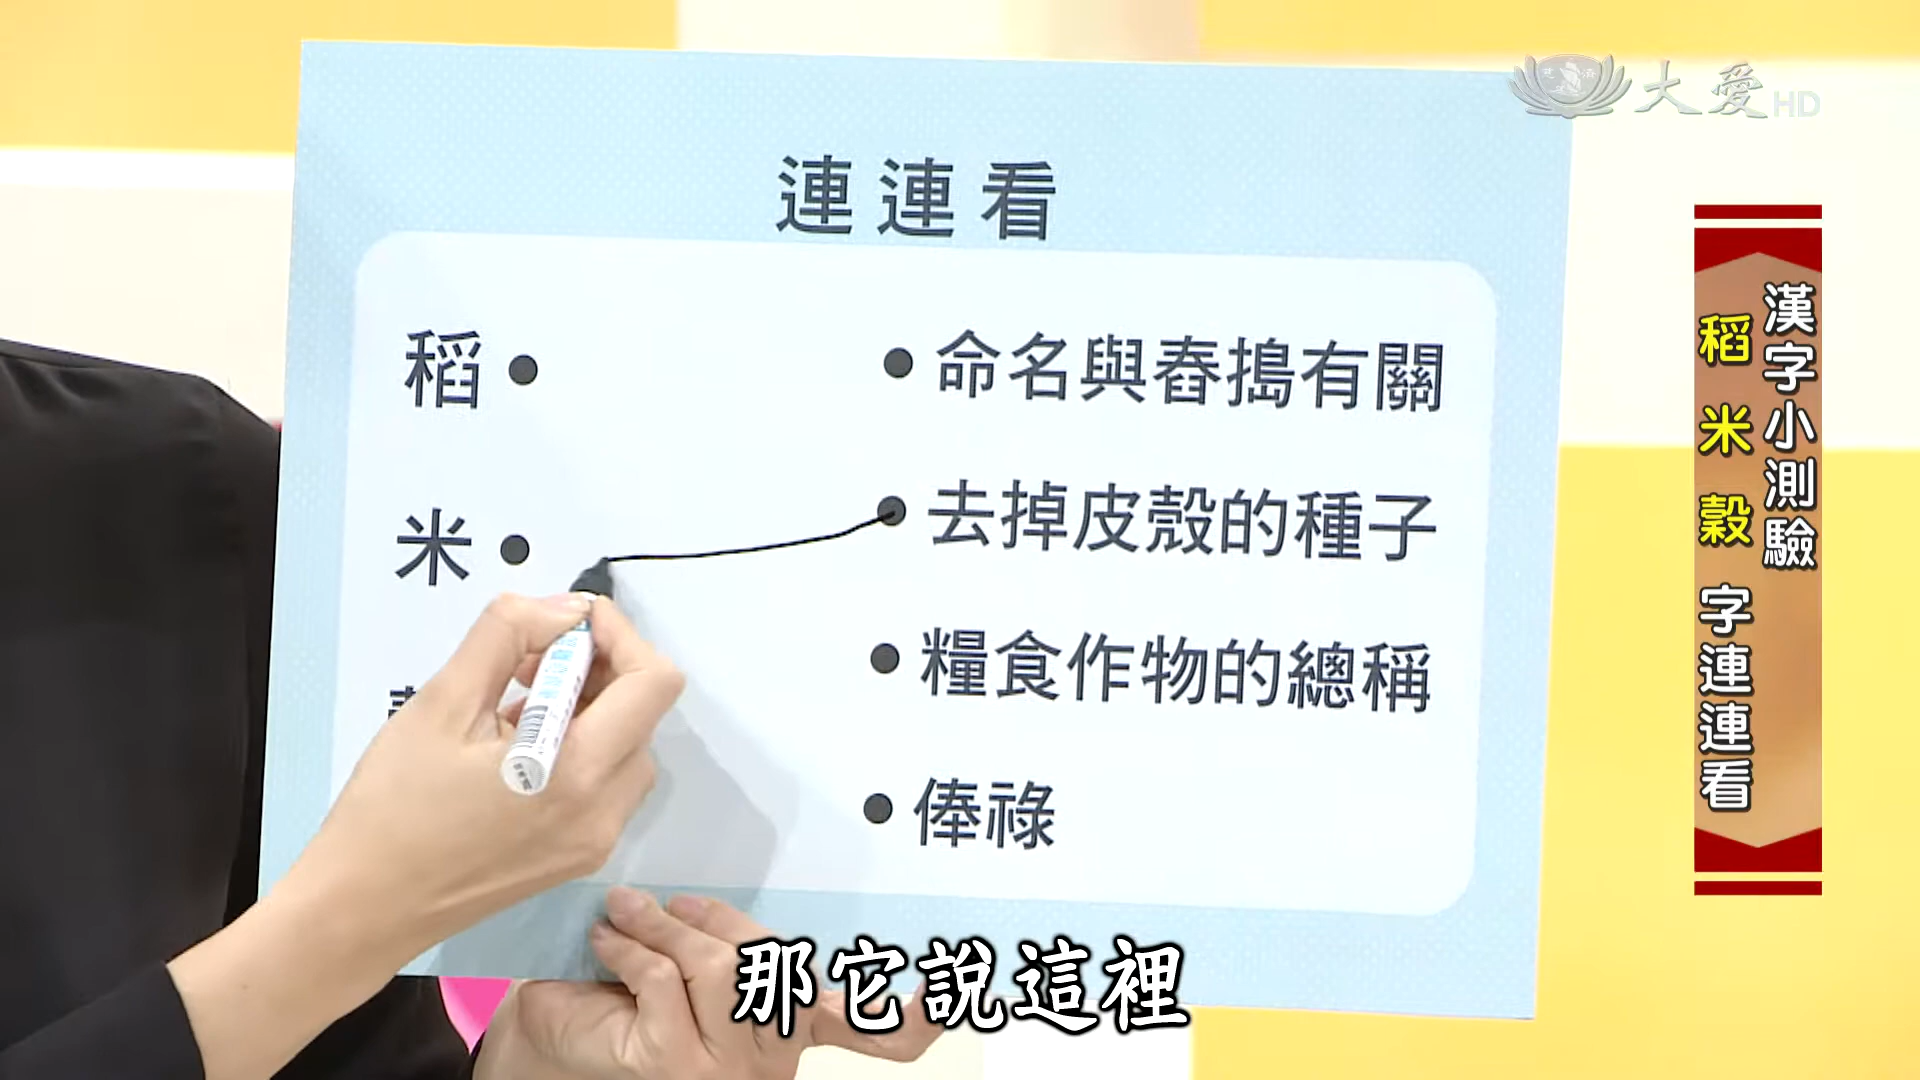 大愛HD
連連看
稻
命名與舂搗有關
米
去掉皮殼的種子
糧食作物的總稱
俸祿
漢字小測驗
稻 米 穀 字連連看
那它說這裡